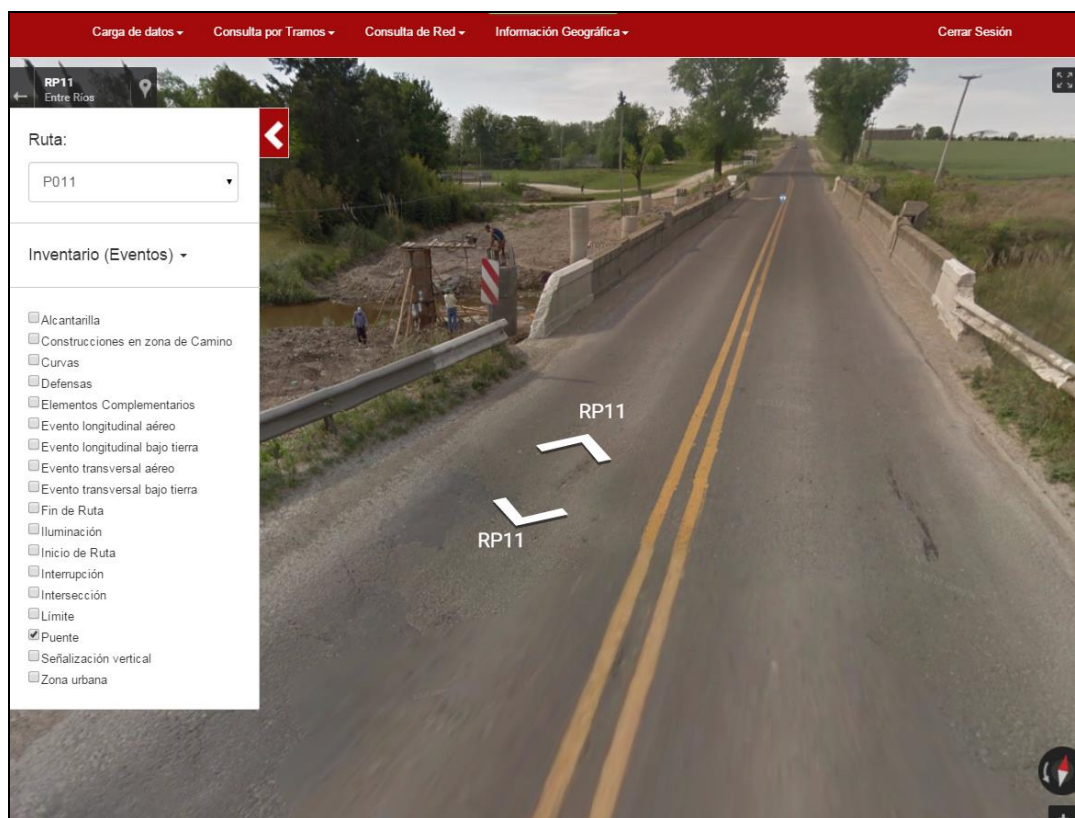 Carga de datos Consulta por Tramos Consulta de Red Información Geográfica Cerrar Sesión
RP11
Entre Ríos
Ruta:
P011
Inventario (Eventos)
Alcantarilla
Construcciones en zona de Camino
Curvas
Defensas
Elementos Complementarios
Evento longitudinal aéreo
Evento longitudinal bajo tierra
Evento transversal aéreo
Evento transversal bajo tierra
Fin de Ruta
Iluminación
Inicio de Ruta
Interrupción
Intersección
Límite
Puente
Señalización vertical
Zona urbana
RP11
RP11